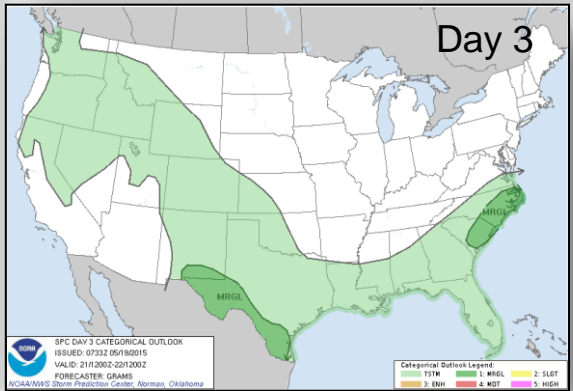 Day 3
MRGL
MRGL
NOAA
SPC DAY 3 CATEGORICAL OUTLOOK
ISSUED: 0733Z 05/19/2015
VALID: 21/1200Z-22/1200Z
FORECASTER: GRAMS
NOAA/NWS Storm Prediction Center, Norman, Oklahoma
Categorical Outlook Legend:
TSTM 1: MRGL 2: SLGT
3: ENH 4: MDT 5: HIGH